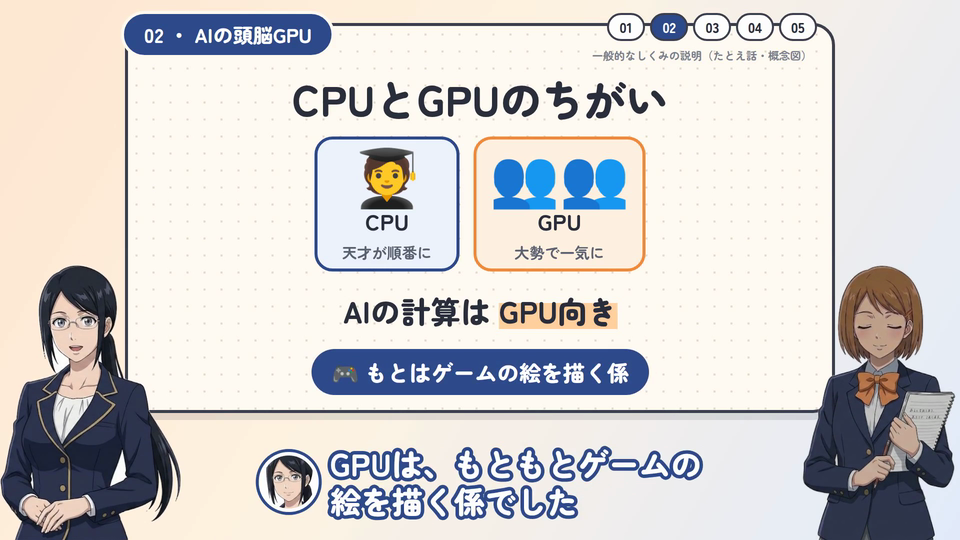 02 ・ AIの頭脳GPU
01 02 03 04 05
一般的なしくみの説明（たとえ話・概念図）
CPUとGPUのちがい
CPU
天才が順番に
GPU
大勢で一気に
AIの計算は GPU向き
🎮 もとはゲームの絵を描く係
GPUは、もともとゲームの
絵を描く係でした